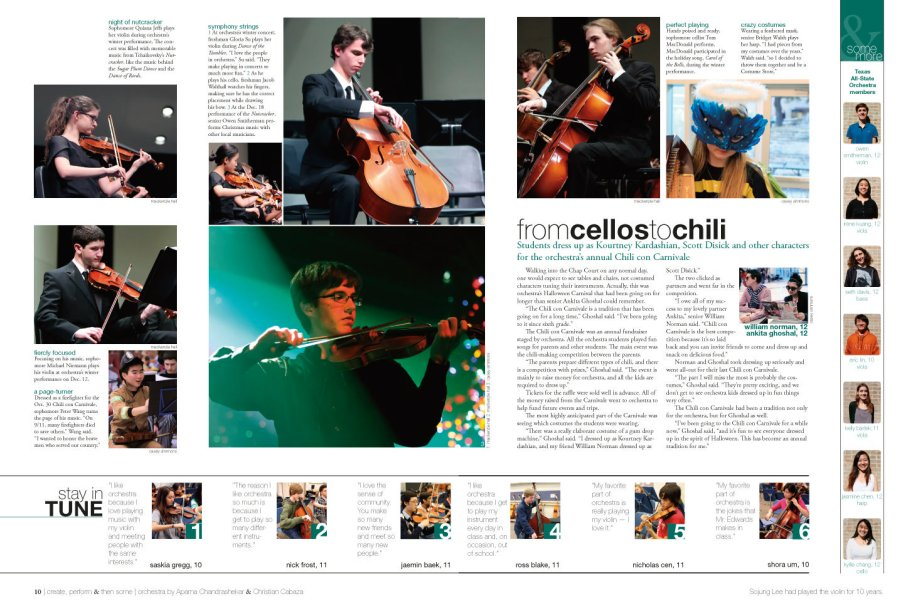 night of nutcracker
Sophomore Quiana Jeffs plays
her violin during orchestra's
winter performance. The con-
cert was filled with memorable
music from Tchaikovsky's Nut-
cracker, like the music behind
the Sugar Plum Dance and the
Dance of Reeds.
mackenzie hall
symphony strings
1 At orchestra's winter concert,
freshman Gloria Su plays her
violin during Dance of the
Tumblers. "I love the people
in orchestra," Su said. "They
make playing in concert so
much more fun." 2 As he
plays his cello, freshman Jacob
Walthall watches his fingers,
making sure he has the correct
placement while drawing
his bow. 3 At the Dec. 18
performance of the Nutcracker,
senior Owen Smitherman per-
forms Christmas music with
other local musicians.
mackenzie hall
fiercly focused
Focusing on his music, sopho-
more Michael Niemann plays
his violin at orchestra's winter
performance on Dec. 12.
a page-turner
Dressed as a firefighter for the
Oct. 30 Chili con Carnivale,
sophomore Peter Wang turns
the page of his music. "On
9/11, many firefighters died
to save others," Wang said.
"I wanted to honor the brave
men who served our country."
casey simmons
perfect playing
Hands poised and ready,
sophomore cellist Tom
MacDonald performs.
MacDonald participated in
the holiday song, Carol of
the Bells, during the winter
performance.
mackenzie hall
crazy costumes
Wearing a feathered mask,
senior Bridget Walsh plays
her harp. "I had pieces from
my costumes over the years,"
Walsh said, "so I decided to
throw them together and be a
Costume Store."
casey simmons
fromcellostochili
Students dress up as Kourtney Kardashian, Scott Disick and other characters
for the orchestra's annual Chili con Carnivale
Walking into the Chap Court on any normal day,
one would expect to see tables and chairs, not costumed
characters tuning their instruments. Actually, this was
orchestra's Halloween Carnival that had been going on for
longer than senior Ankita Ghoshal could remember.
"The Chili con Carnivale is a tradition that has been
going on for a long time," Ghoshal said. "I've been going
to it since sixth grade."
The Chili con Carnivale was an annual fundraiser
staged by orchestra. All the orchestra students played fun
songs for parents and other students. The main event was
the chili-making competition between the parents.
"The parents prepare different types of chili, and there
is a competition with prizes," Ghoshal said. "The event is
mainly to raise money for orchestra, and all the kids are
required to dress up."
Tickets for the raffle were sold well in advance. All of
the money raised from the Carnivale went to orchestra to
help fund future events and trips.
The most highly anticipated part of the Carnivale was
seeing which costumes the students were wearing.
"There was a really elaborate costume of a gum drop
machine," Ghoshal said. "I dressed up as Kourtney Kar-
dashian, and my friend William Norman dressed up as
Scott Disick."
The two clicked as
partners and went far in the
competition.
"I owe all of my suc-
cess to my lovely partner
Ankita," senior William
Norman said. "Chili con
Carnivale is the best compe-
tition because it's so laid
back and you can invite friends to come and dress up and
snack on delicious food."
Norman and Ghoshal took dressing up seriously and
went all-out for their last Chili con Carnivale.
"The part I will miss the most is probably the cos-
tumes," Ghoshal said. "They're pretty exciting, and we
don't get to see orchestra kids dressed up in fun things
very often."
The Chili con Carnivale had been a tradition not only
for the orchestra, but for Ghoshal as well.
"I've been going to the Chili con Carnivale for a while
now," Ghoshal said, "and it's fun to see everyone dressed
up in the spirit of Halloween. This has become an annual
tradition for me."
william norman, 12
ankita ghoshal, 12
&
some
more
Texas
All-State
Orchestra
members
owen
smitherman, 12
violin
irene huang, 12
viola
seth davis, 12
bass
eric lin, 10
viola
kelly bartek, 11
viola
jasmine chen, 12
harp
kyllie chang, 12
cello
stay in
TUNE
"I like
orchestra
because I
love playing
music with
my violin
and meeting
people with
the same
interests."
1
saskia gregg, 10
"The reason I
like orchestra
so much is
because I
get to play so
many differ-
ent instru-
ments."
2
nick frost, 11
"I love the
sense of
community.
You make
so many
new friends
and meet so
many new
people."
3
jaemin baek, 11
"I like
orchestra
because I get
to play my
instrument
every day in
class and, on
occasion, out
of school."
4
ross blake, 11
"My favorite
part of
orchestra is
really playing
my violin — I
love it."
5
nicholas cen, 11
"My favorite
part of
orchestra is
the jokes that
Mr. Edwards
makes in
class."
6
shora um, 10
10 | create, perform & then some | orchestra by Aparna Chandrashekar & Christian Cabaza
Sojung Lee had played the violin for 10 years.